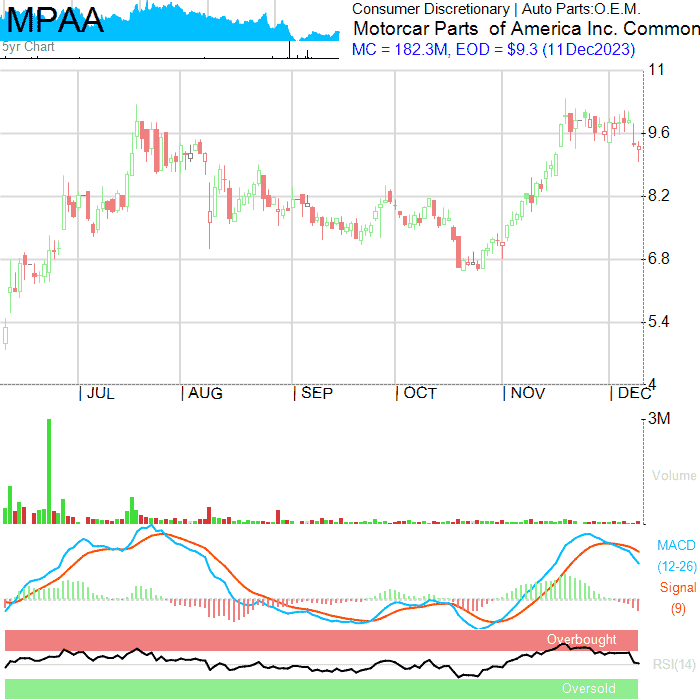 MPAA
5yr Chart
Consumer Discretionary | Auto Parts:O.E.M.
Motorcar Parts of America Inc. Common
MC = 182.3M, EOD = $9.3 (11Dec2023)
11
9.6
8.2
6.8
5.4
4
JUL AUG SEP OCT NOV DEC
3M
Volume
MACD
(12-26)
Signal
(9)
Overbought
RSI(14)
Oversold